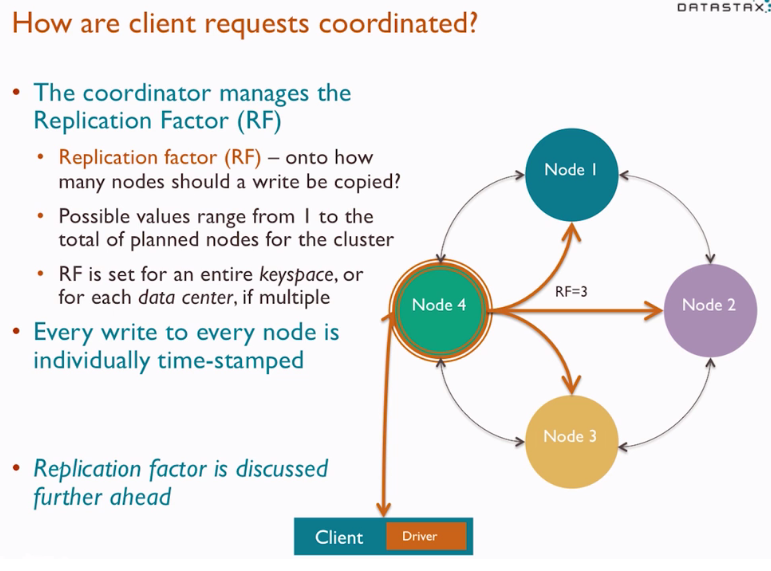 DATASTAX
How are client requests coordinated?
• The coordinator manages the
Replication Factor (RF)
• Replication factor (RF) – onto how
many nodes should a write be copied?
• Possible values range from 1 to the
total of planned nodes for the cluster
• RF is set for an entire keyspace, or
for each data center, if multiple
• Every write to every node is
individually time-stamped
• Replication factor is discussed
further ahead
Node 1
Node 4
RF=3
Node 2
Node 3
Client
Driver